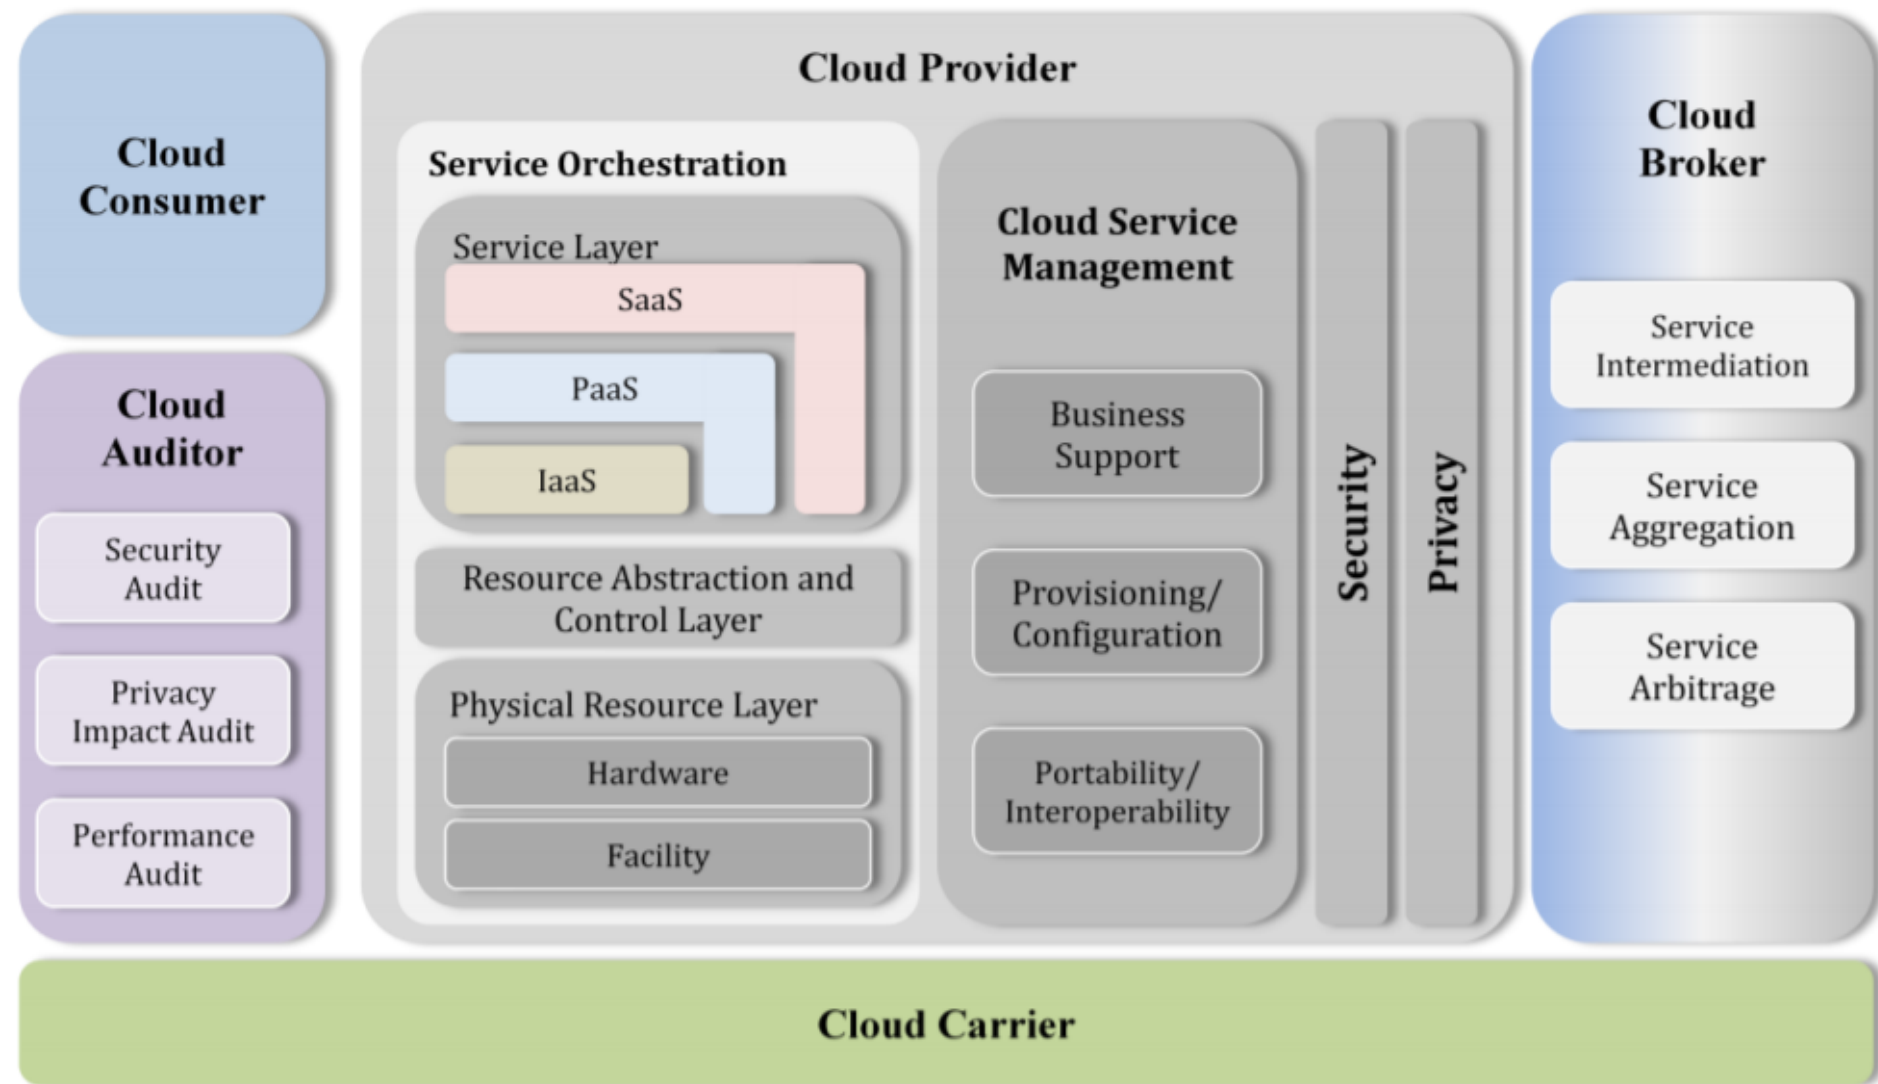 Cloud
Consumer
Cloud
Auditor
Security
Audit
Privacy
Impact Audit
Performance
Audit
Cloud Provider
Service Orchestration
Service Layer
SaaS
PaaS
IaaS
Resource Abstraction and
Control Layer
Physical Resource Layer
Hardware
Facility
Cloud Service
Management
Business
Support
Provisioning/
Configuration
Portability/
Interoperability
Security
Privacy
Cloud
Broker
Service
Intermediation
Service
Aggregation
Service
Arbitrage
Cloud Carrier